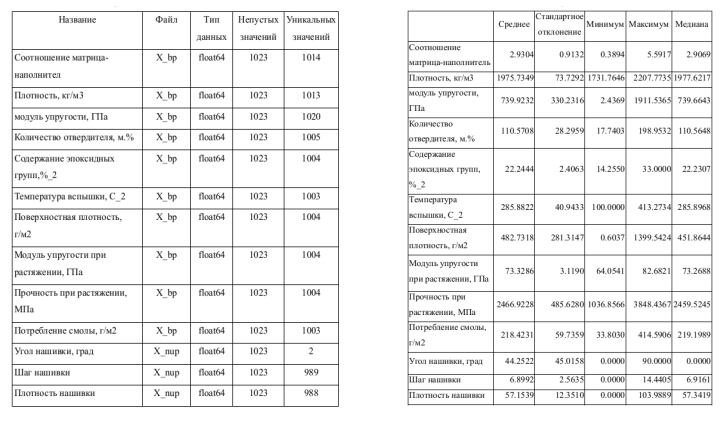 Название Файл Тип данных Непустых значений Уникальных значений
Соотношение матрица-наполнител X_bp float64 1023 1014
Плотность, кг/м3 X_bp float64 1023 1013
модуль упругости, ГПа X_bp float64 1023 1020
Количество отвердителя, м.% X_bp float64 1023 1005
Содержание эпоксидных групп,%_2 X_bp float64 1023 1004
Температура вспышки, С_2 X_bp float64 1023 1003
Поверхностная плотность, г/м2 X_bp float64 1023 1004
Модуль упругости при растяжении, ГПа X_bp float64 1023 1004
Прочность при растяжении, МПа X_bp float64 1023 1004
Потребление смолы, г/м2 X_bp float64 1023 1003
Угол нашивки, град X_nup float64 1023 2
Шаг нашивки X_nup float64 1023 989
Плотность нашивки X_nup float64 1023 988
Среднее Стандартное отклонение Минимум Максимум Медиана
Соотношение матрица-наполнитель 2.9304 0.9132 0.3894 5.5917 2.9069
Плотность, кг/м3 1975.7349 73.7292 1731.7646 2207.7735 1977.6217
модуль упругости, ГПа 739.9232 330.2316 2.4369 1911.5365 739.6643
Количество отвердителя, м.% 110.5708 28.2959 17.7403 198.9532 110.5648
Содержание эпоксидных групп, %_2 22.2444 2.4063 14.2550 33.0000 22.2307
Температура вспышки, С_2 285.8822 40.9433 100.0000 413.2734 285.8968
Поверхностная плотность, г/м2 482.7318 281.3147 0.6037 1399.5424 451.8644
Модуль упругости при растяжении, ГПа 73.3286 3.1190 64.0541 82.6821 73.2688
Прочность при растяжении, МПа 2466.9228 485.6280 1036.8566 3848.4367 2459.5245
Потребление смолы, г/м2 218.4231 59.7359 33.8030 414.5906 219.1989
Угол нашивки, град 44.2522 45.0158 0.0000 90.0000 0.0000
Шаг нашивки 6.8992 2.5635 0.0000 14.4405 6.9161
Плотность нашивки 57.1539 12.3510 0.0000 103.9889 57.3419